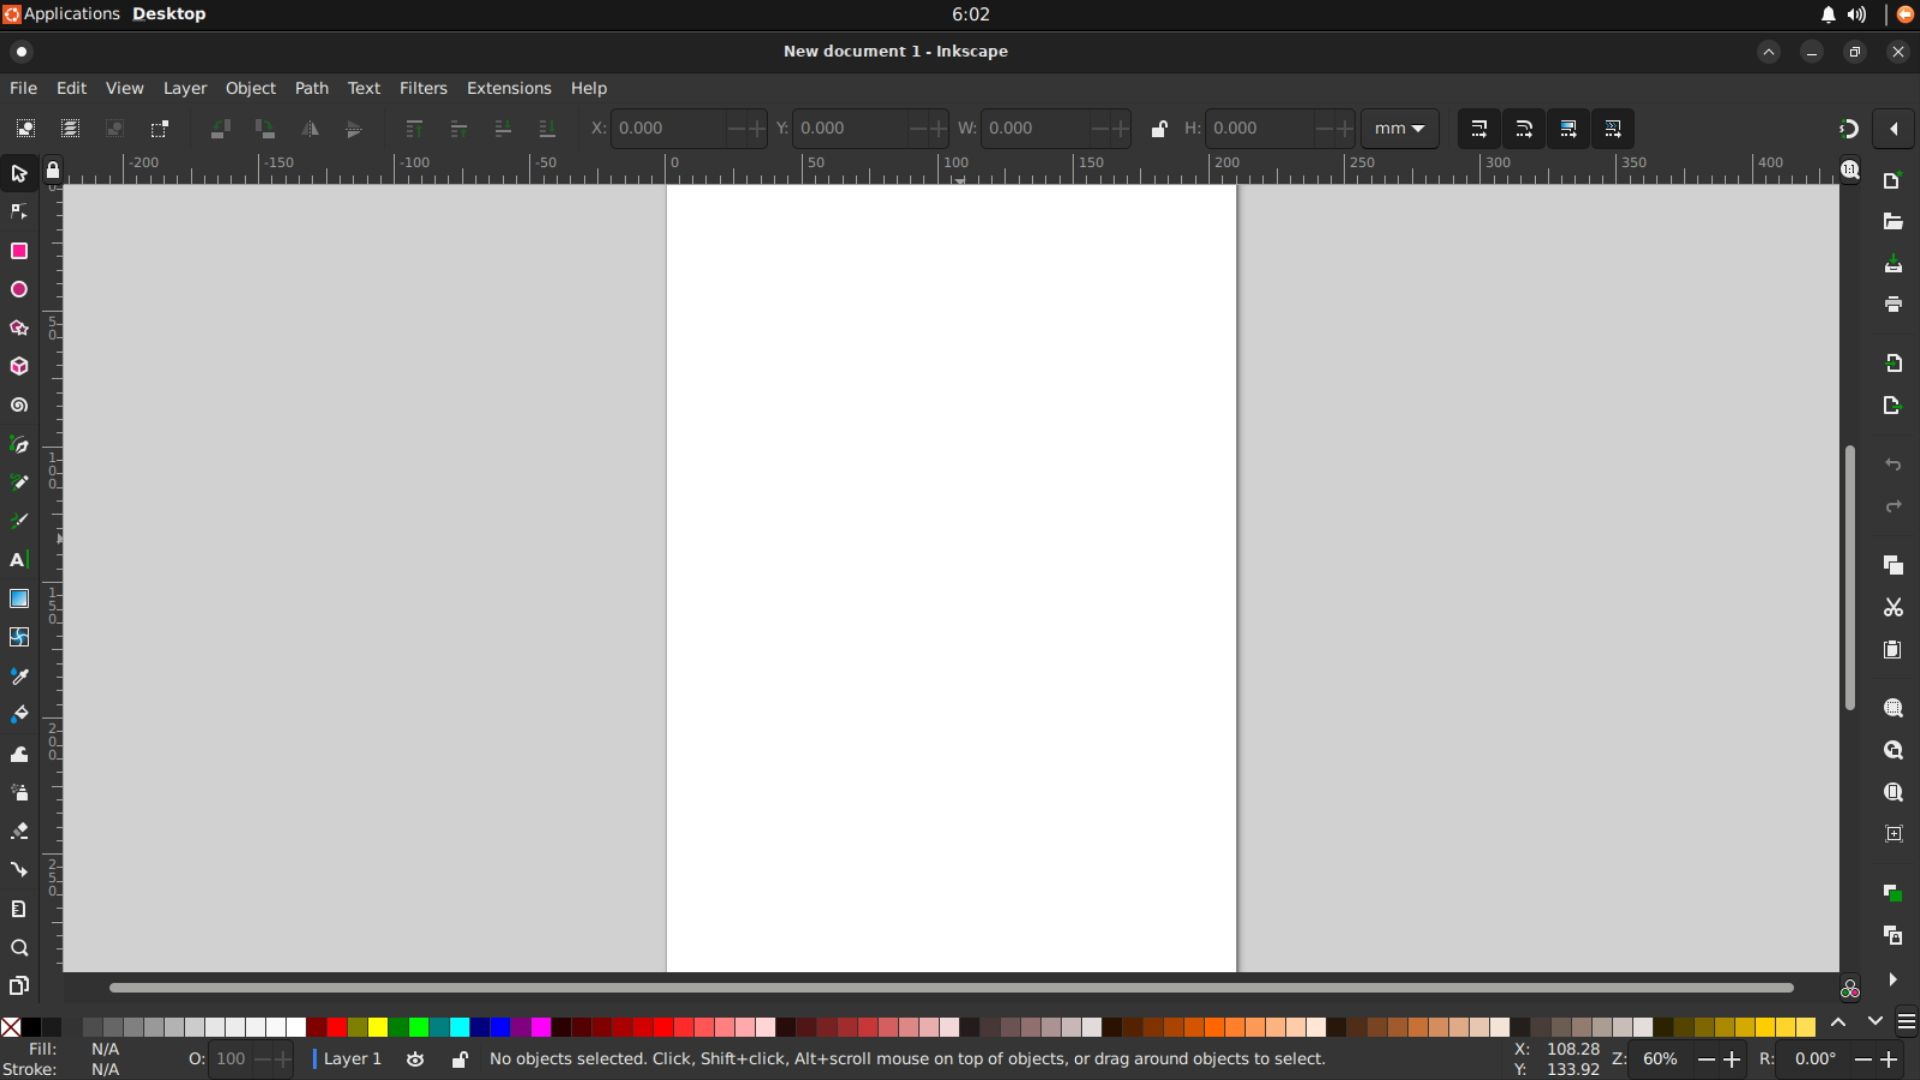 Applications Desktop 6:02
New document 1 - Inkscape
File Edit View Layer Object Path Text Filters Extensions Help
X: 0.000 Y: 0.000 W: 0.000 H: 0.000 mm
-200 -150 -100 -50 0 50 100 150 200 250 300 350 400
1:1
0
50
100
150
200
250
Fill: N/A
Stroke: N/A
O: 100 Layer 1 No objects selected. Click, Shift+click, Alt+scroll mouse on top of objects, or drag around objects to select.
X: 108.28
Y: 133.92
Z: 60% R: 0.00°